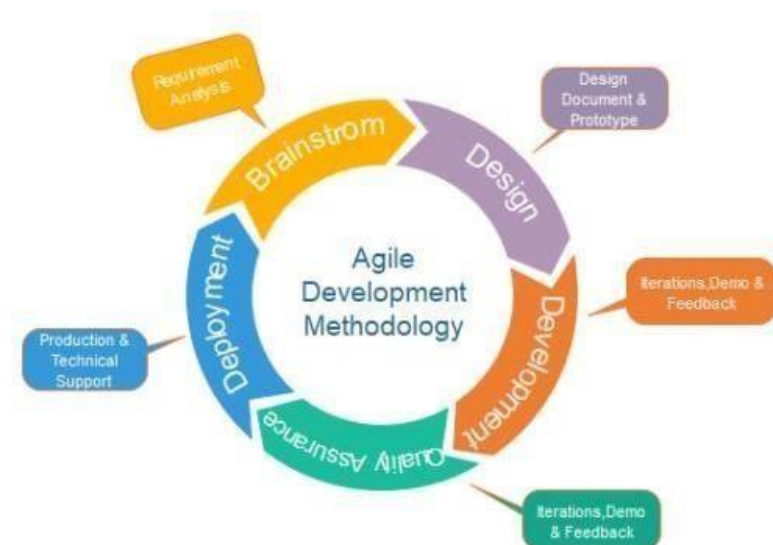 Requirement
Analysis
Brainstrom
Design
Document &
Prototype
Design
Agile
Development
Methodology
Iterations,Demo &
Feedback
Development
Deployment
Production &
Technical
Support
Quality Assurance
Iterations,Demo
& Feedback